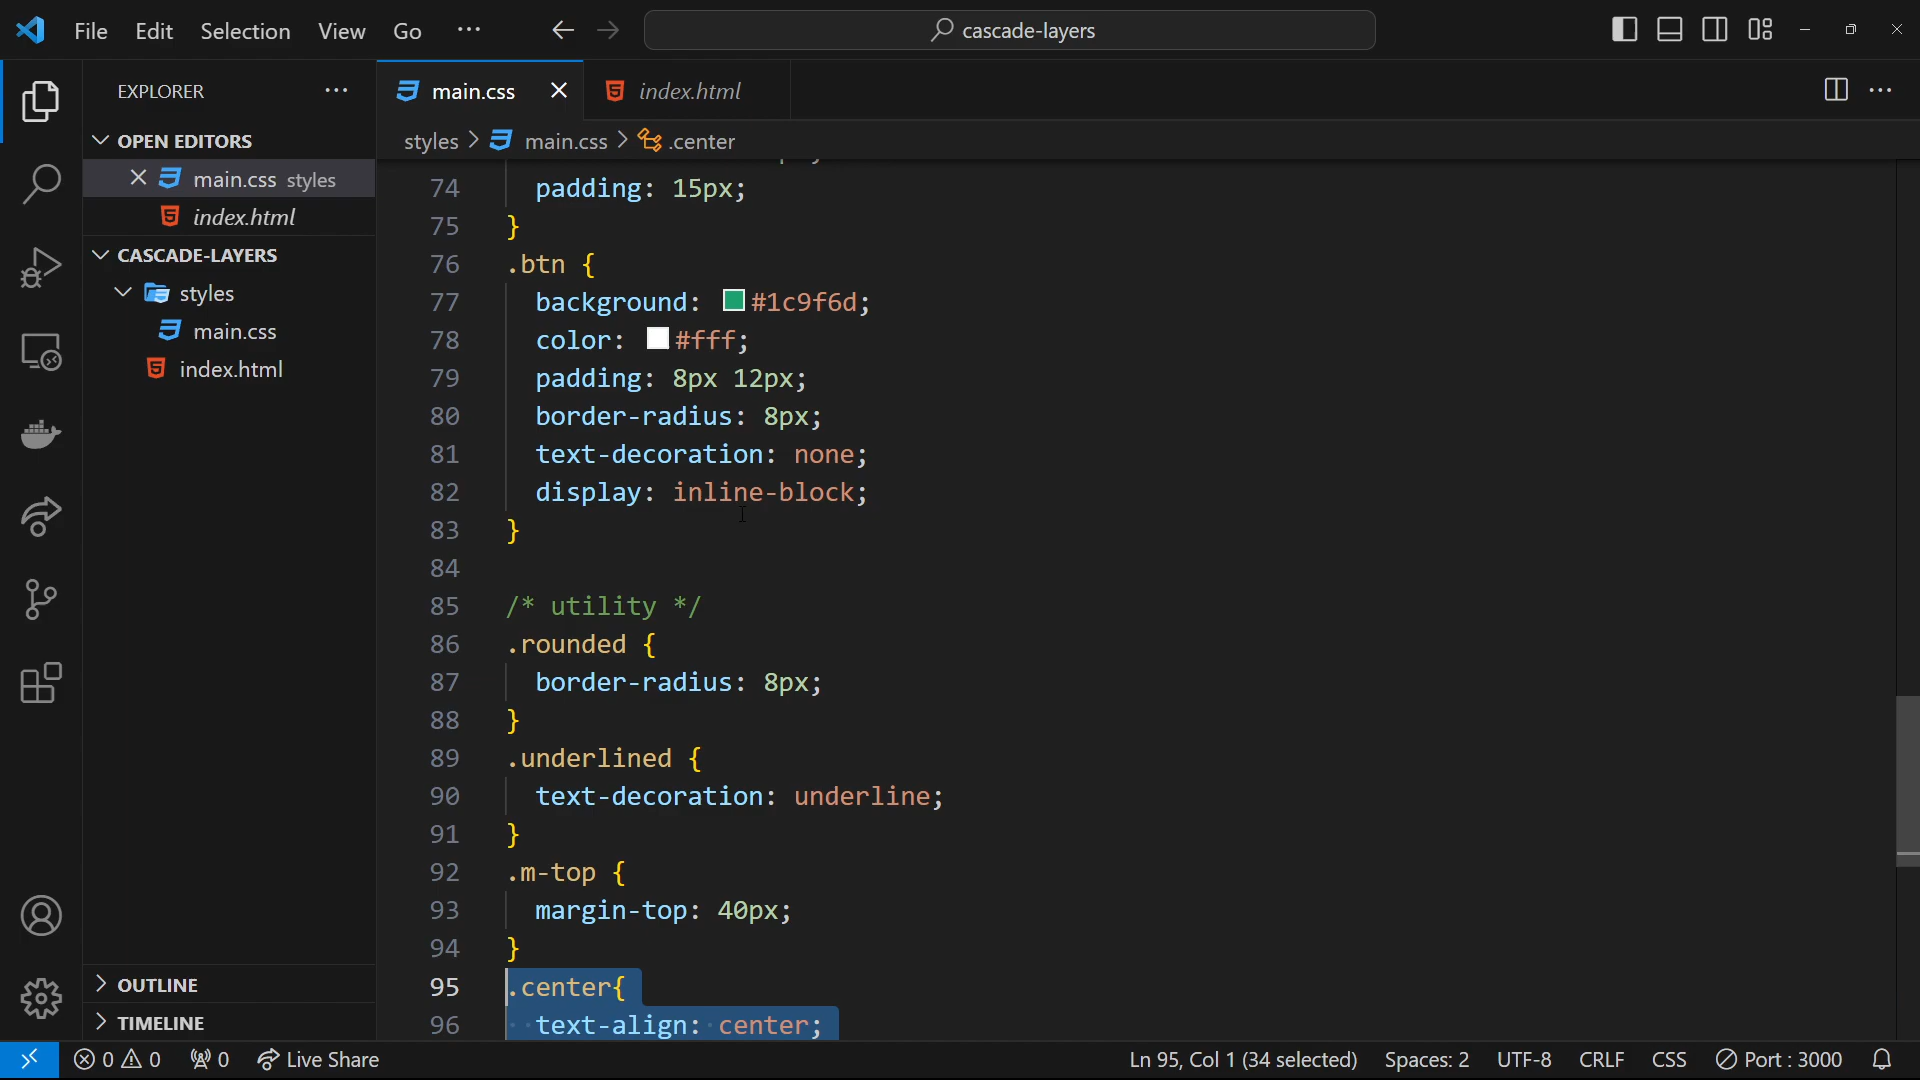 File Edit Selection View Go ··· cascade-layers
EXPLORER
main.css index.html
OPEN EDITORS
styles > main.css > .center
main.css styles
index.html
CASCADE-LAYERS
styles
main.css
index.html
74 padding: 15px;
75 }
76 .btn {
77 background: #1c9f6d;
78 color: #fff;
79 padding: 8px 12px;
80 border-radius: 8px;
81 text-decoration: none;
82 display: inline-block;
83 }
84
85 /* utility */
86 .rounded {
87 border-radius: 8px;
88 }
89 .underlined {
90 text-decoration: underline;
91 }
92 .m-top {
93 margin-top: 40px;
94 }
95 .center{
96 text-align: center;
OUTLINE
TIMELINE
0 0 0 Live Share Ln 95, Col 1 (34 selected) Spaces: 2 UTF-8 CRLF CSS Port : 3000